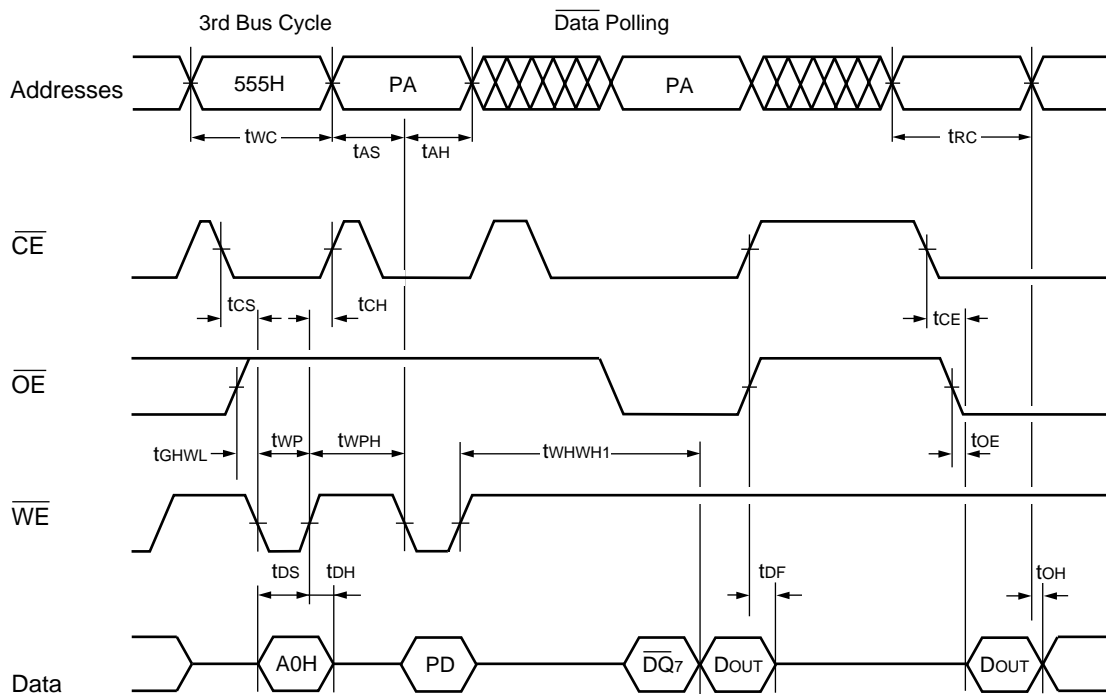 3rd Bus Cycle Data Polling
Addresses 555H PA PA
tWC tAS tAH tRC
CE
tCS tCH tCE
OE
tGHWL tWP tWPH tWHWH1 tOE
WE
tDS tDH tDF tOH
Data A0H PD DQ7 DOUT DOUT